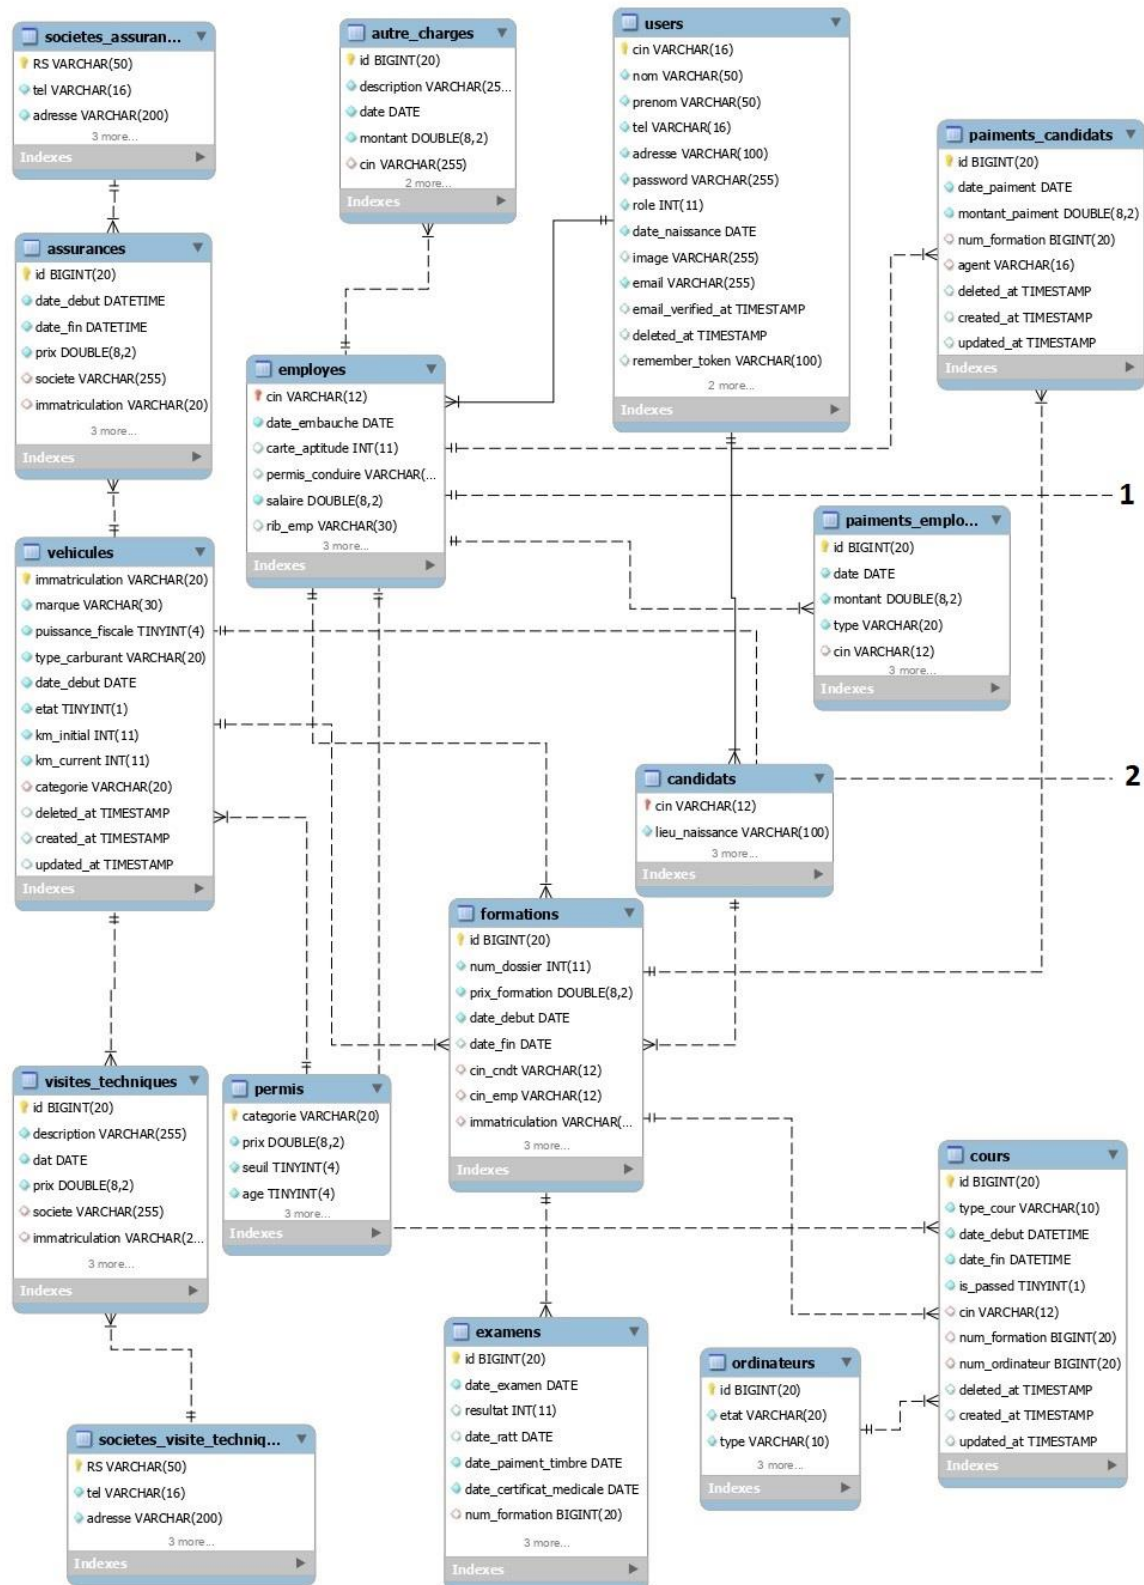 societes_assuran...
RS VARCHAR(50)
tel VARCHAR(16)
adresse VARCHAR(200)
3 more...
Indexes
autre_charges
id BIGINT(20)
description VARCHAR(25...
date DATE
montant DOUBLE(8,2)
cin VARCHAR(255)
2 more...
Indexes
users
cin VARCHAR(16)
nom VARCHAR(50)
prenom VARCHAR(50)
tel VARCHAR(16)
adresse VARCHAR(100)
password VARCHAR(255)
role INT(11)
date_naissance DATE
image VARCHAR(255)
email VARCHAR(255)
email_verified_at TIMESTAMP
deleted_at TIMESTAMP
remember_token VARCHAR(100)
2 more...
Indexes
paiments_candidats
id BIGINT(20)
date_paiment DATE
montant_paiment DOUBLE(8,2)
num_formation BIGINT(20)
agent VARCHAR(16)
deleted_at TIMESTAMP
created_at TIMESTAMP
updated_at TIMESTAMP
Indexes
assurances
id BIGINT(20)
date_debut DATETIME
date_fin DATETIME
prix DOUBLE(8,2)
societe VARCHAR(255)
immatriculation VARCHAR(20)
3 more...
Indexes
employes
cin VARCHAR(12)
date_embauche DATE
carte_aptitude INT(11)
permis_conduire VARCHAR(...
salaire DOUBLE(8,2)
rib_emp VARCHAR(30)
3 more...
Indexes
1
paiments_emplo...
id BIGINT(20)
date DATE
montant DOUBLE(8,2)
type VARCHAR(20)
cin VARCHAR(12)
3 more...
Indexes
vehicules
immatriculation VARCHAR(20)
marque VARCHAR(30)
puissance_fiscale TINYINT(4)
type_carburant VARCHAR(20)
date_debut DATE
etat TINYINT(1)
km_initial INT(11)
km_current INT(11)
categorie VARCHAR(20)
deleted_at TIMESTAMP
created_at TIMESTAMP
updated_at TIMESTAMP
Indexes
candidats
cin VARCHAR(12)
lieu_naissance VARCHAR(100)
3 more...
Indexes
2
formations
id BIGINT(20)
num_dossier INT(11)
prix_formation DOUBLE(8,2)
date_debut DATE
date_fin DATE
cin_cndt VARCHAR(12)
cin_emp VARCHAR(12)
immatriculation VARCHAR(...
3 more...
Indexes
visites_techniques
id BIGINT(20)
description VARCHAR(255)
dat DATE
prix DOUBLE(8,2)
societe VARCHAR(255)
immatriculation VARCHAR(2...
3 more...
Indexes
permis
categorie VARCHAR(20)
prix DOUBLE(8,2)
seuil TINYINT(4)
age TINYINT(4)
3 more...
Indexes
cours
id BIGINT(20)
type_cour VARCHAR(10)
date_debut DATETIME
date_fin DATETIME
is_passed TINYINT(1)
cin VARCHAR(12)
num_formation BIGINT(20)
num_ordinateur BIGINT(20)
deleted_at TIMESTAMP
created_at TIMESTAMP
updated_at TIMESTAMP
Indexes
examens
id BIGINT(20)
date_examen DATE
resultat INT(11)
date_ratt DATE
date_paiment_timbre DATE
date_certificat_medicale DATE
num_formation BIGINT(20)
3 more...
Indexes
ordinateurs
id BIGINT(20)
etat VARCHAR(20)
type VARCHAR(10)
3 more...
Indexes
societes_visite_techniq...
RS VARCHAR(50)
tel VARCHAR(16)
adresse VARCHAR(200)
3 more...
Indexes